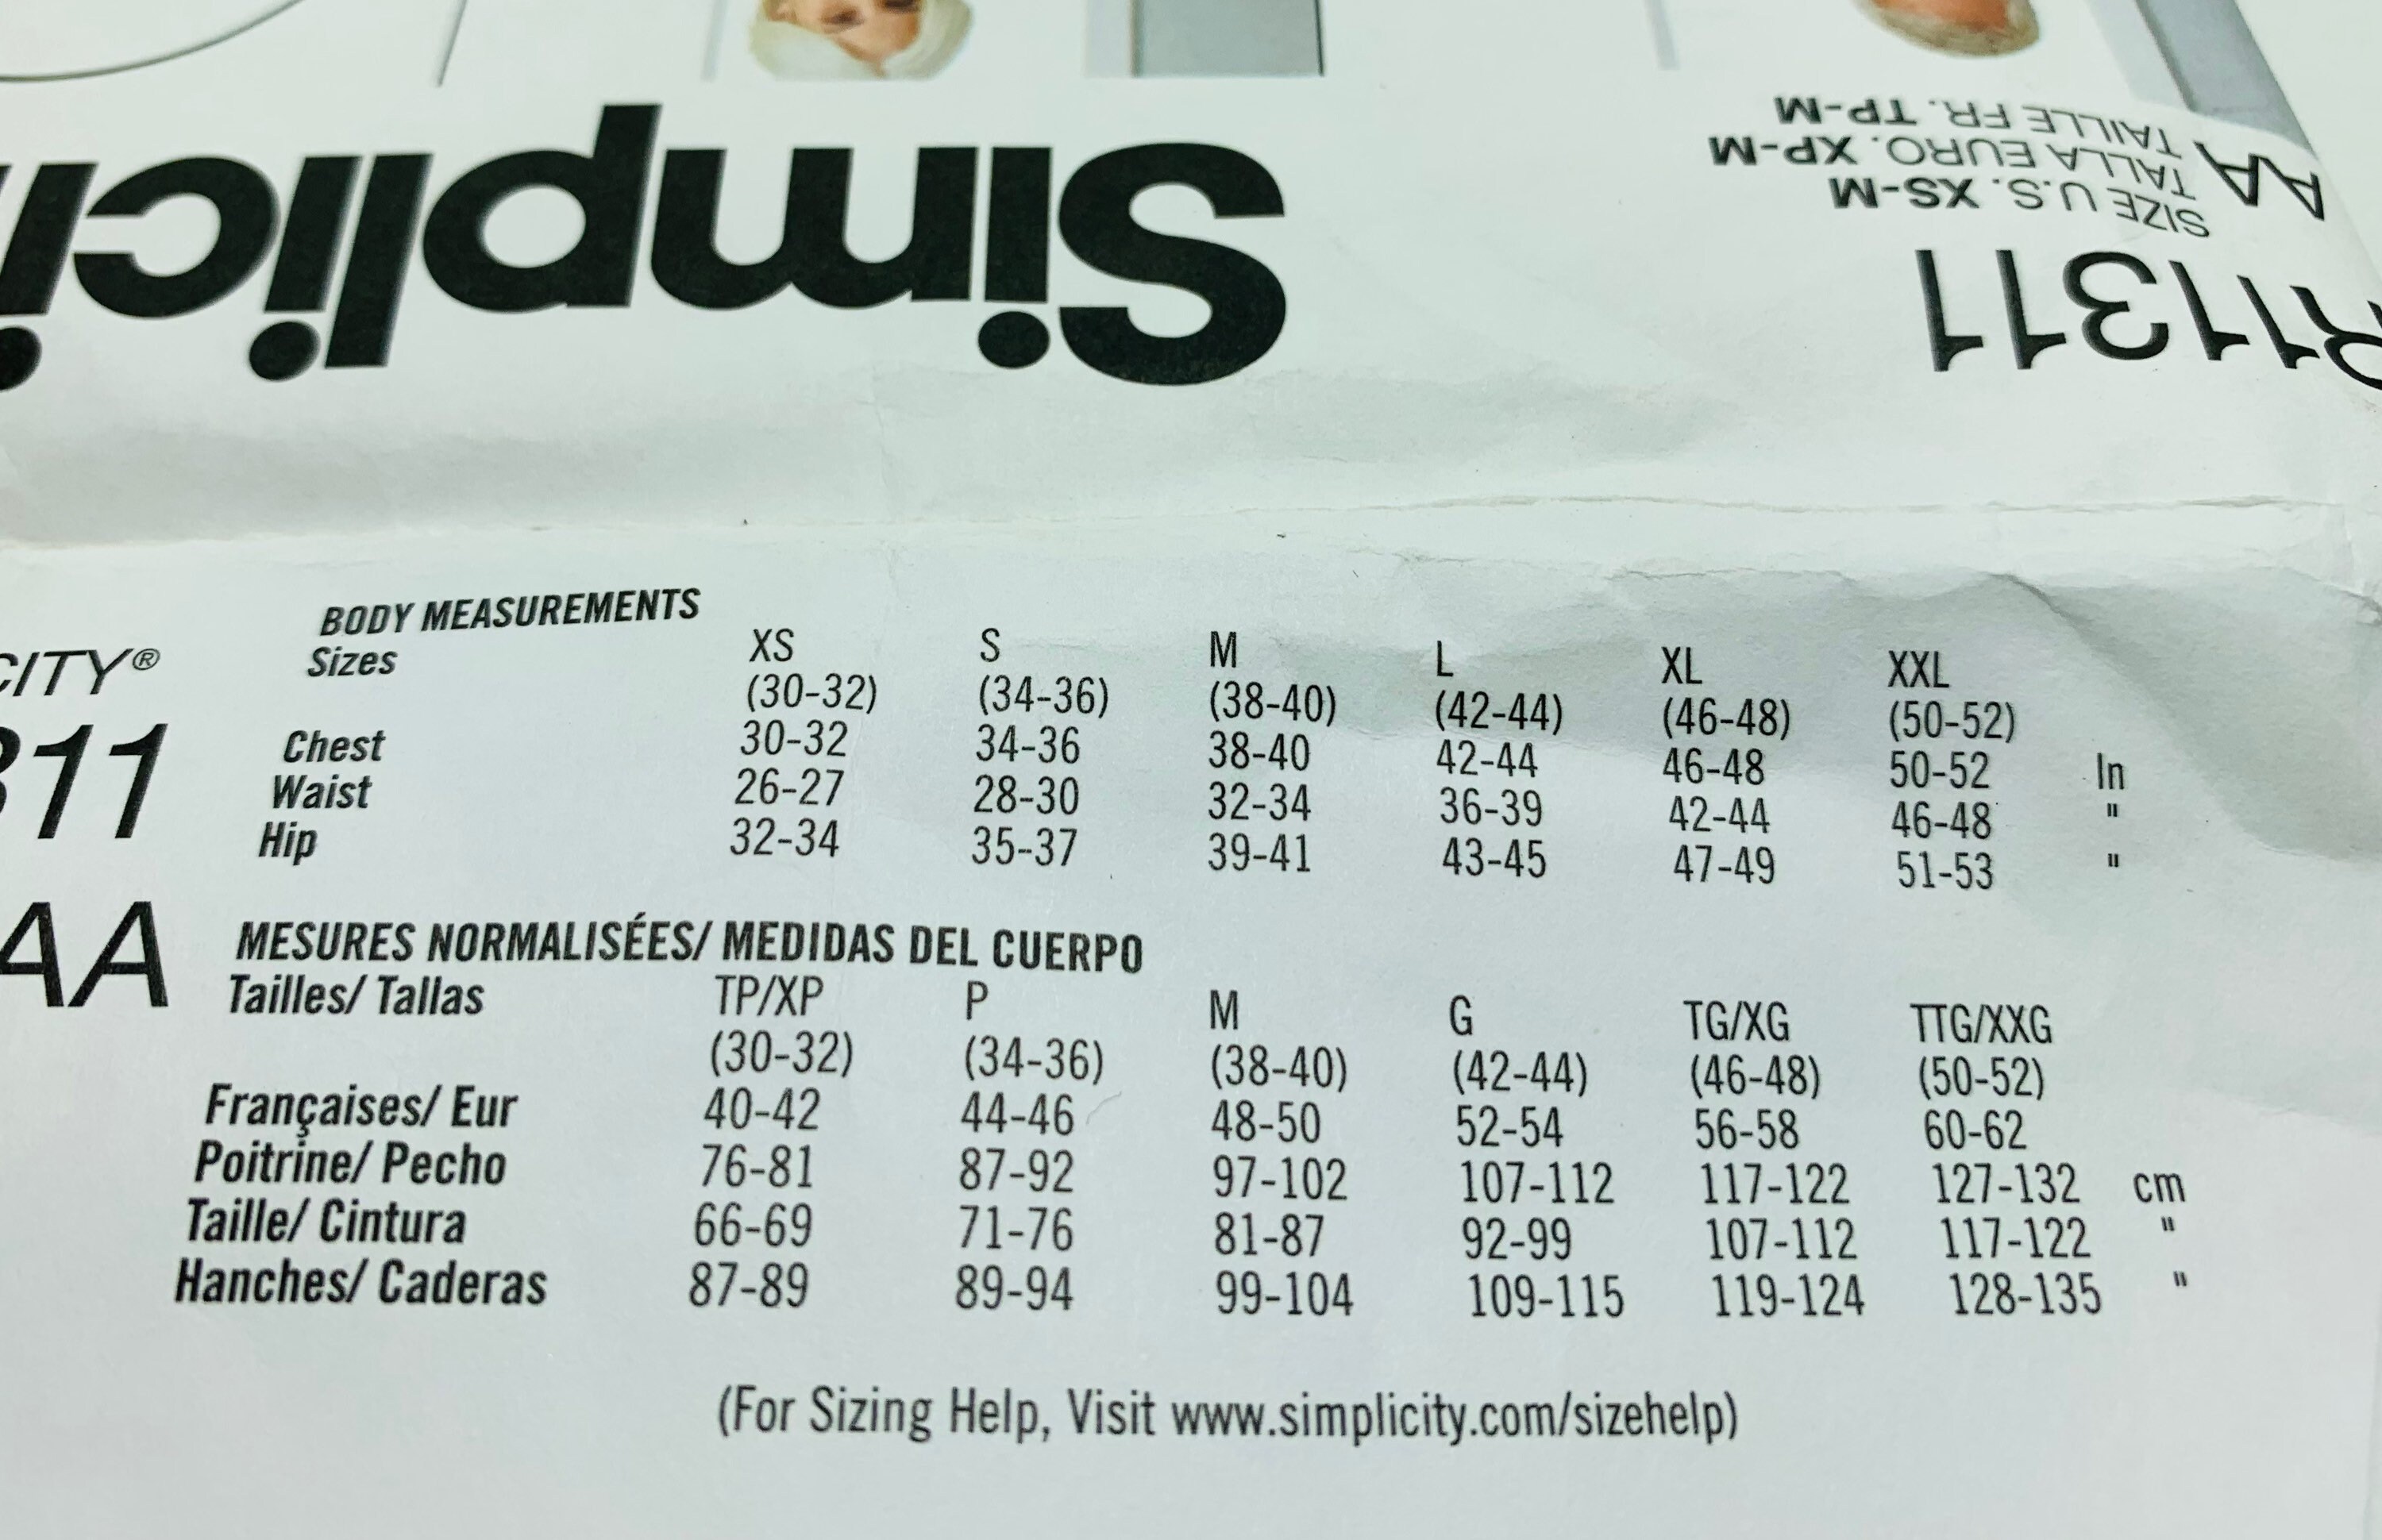 Simplici
R11311
SIZE U.S. XS-M
TALLA EURO. XP-M
TAILLE FR. TP-M
AA
CITY®
311
AA
BODY MEASUREMENTS
Sizes XS S M L XL XXL
(30-32) (34-36) (38-40) (42-44) (46-48) (50-52)
Chest 30-32 34-36 38-40 42-44 46-48 50-52 In
Waist 26-27 28-30 32-34 36-39 42-44 46-48 "
Hip 32-34 35-37 39-41 43-45 47-49 51-53 "
MESURES NORMALISÉES/ MEDIDAS DEL CUERPO
Tailles/ Tallas TP/XP P M G TG/XG TTG/XXG
(30-32) (34-36) (38-40) (42-44) (46-48) (50-52)
Françaises/ Eur 40-42 44-46 48-50 52-54 56-58 60-62
Poitrine/ Pecho 76-81 87-92 97-102 107-112 117-122 127-132 cm
Taille/ Cintura 66-69 71-76 81-87 92-99 107-112 117-122 "
Hanches/ Caderas 87-89 89-94 99-104 109-115 119-124 128-135 "
(For Sizing Help, Visit www.simplicity.com/sizehelp)